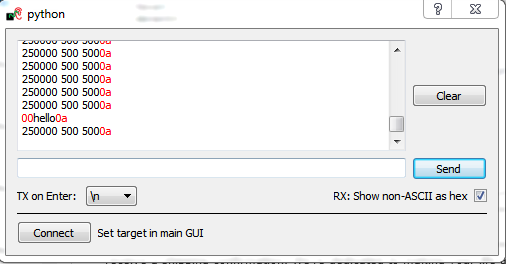 python
250000 500 5000a
250000 500 5000a
250000 500 5000a
250000 500 5000a
250000 500 5000a
250000 500 5000a
00hello0a
250000 500 5000a
Clear
Send
TX on Enter: \n
RX: Show non-ASCII as hex
Connect
Set target in main GUI